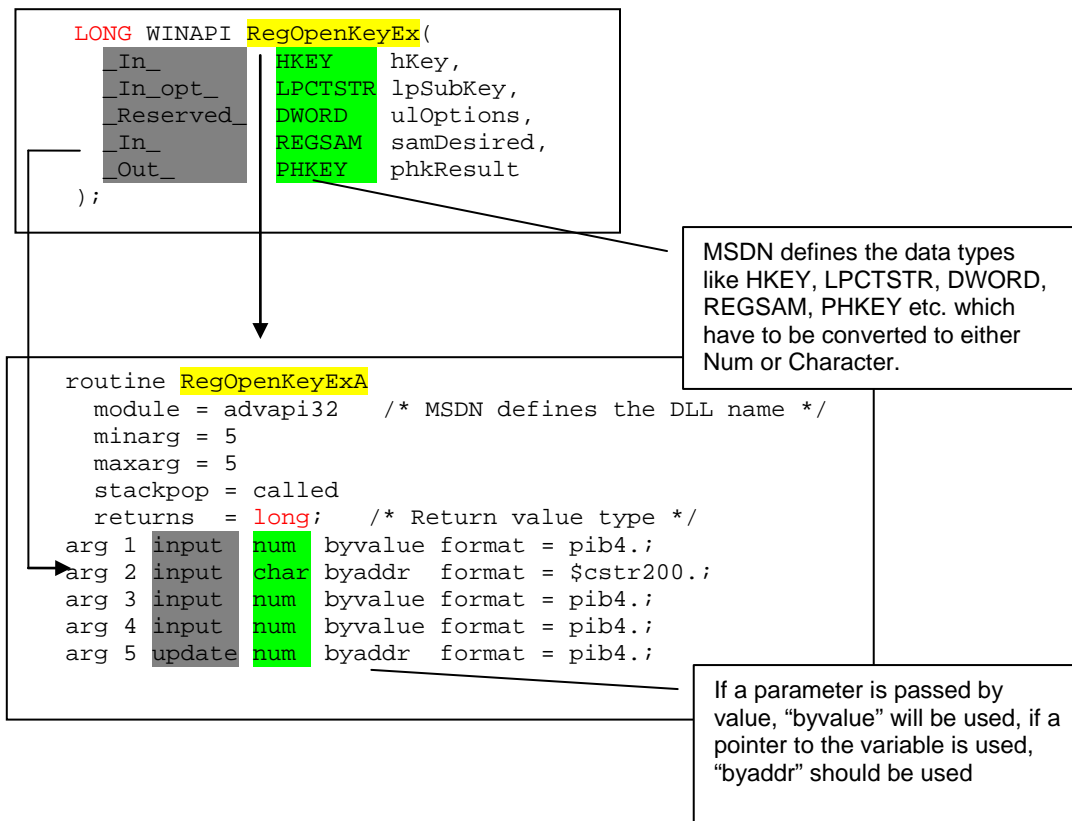 LONG WINAPI RegOpenKeyEx(
_In_ HKEY hKey,
_In_opt_ LPCTSTR lpSubKey,
_Reserved_ DWORD ulOptions,
_In_ REGSAM samDesired,
_Out_ PHKEY phkResult
);
MSDN defines the data types
like HKEY, LPCTSTR, DWORD,
REGSAM, PHKEY etc. which
have to be converted to either
Num or Character.
routine RegOpenKeyExA
module = advapi32 /* MSDN defines the DLL name */
minarg = 5
maxarg = 5
stackpop = called
returns = long; /* Return value type */
arg 1 input num byvalue format = pib4.;
arg 2 input char byaddr format = $cstr200.;
arg 3 input num byvalue format = pib4.;
arg 4 input num byvalue format = pib4.;
arg 5 update num byaddr format = pib4.;
If a parameter is passed by
value, “byvalue” will be used, if a
pointer to the variable is used,
“byaddr” should be used